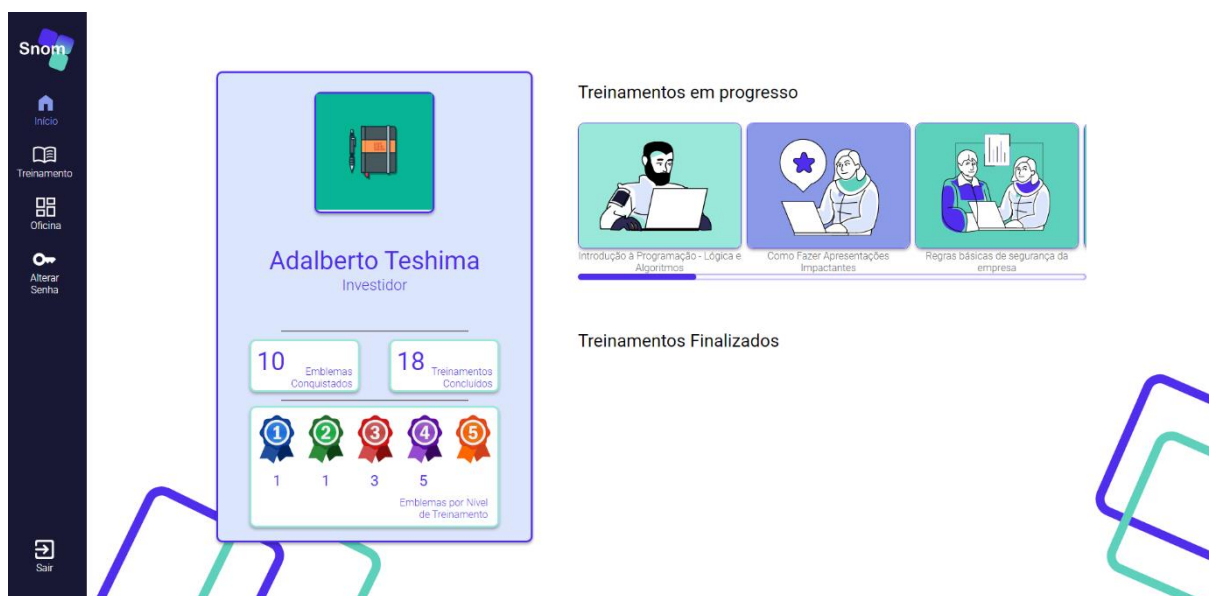 Snom
Início
Treinamento
Oficina
Alterar
Senha
Sair
Adalberto Teshima
Investidor
10
Emblemas
Conquistados
18
Treinamentos
Concluídos
1
2
3
4
5
1
1
3
5
Emblemas por Nível
de Treinamento
Treinamentos em progresso
Introdução à Programação - Lógica e
Algoritmos
Como Fazer Apresentações
Impactantes
Regras básicas de segurança da
empresa
Treinamentos Finalizados